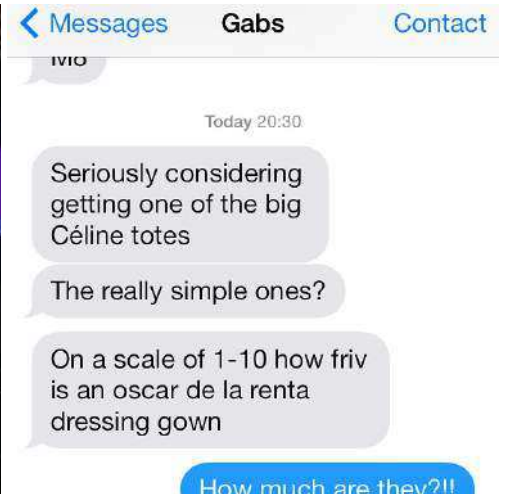 Messages Gabs Contact
Today 20:30
Seriously considering
getting one of the big
Céline totes
The really simple ones?
On a scale of 1-10 how friv
is an oscar de la renta
dressing gown
How much are they?!!